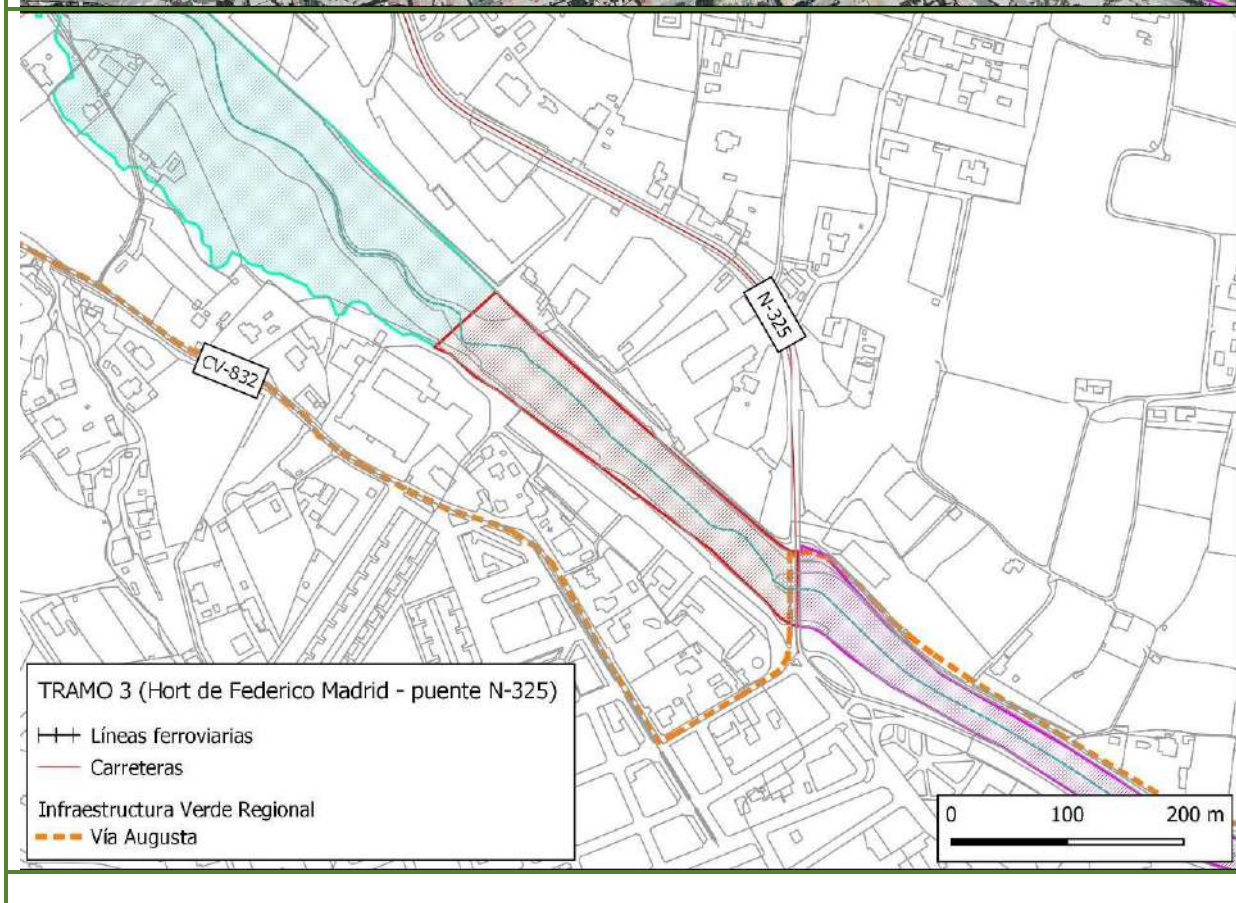 N-325
CV-832
TRAMO 3 (Hort de Federico Madrid - puente N-325)
Líneas ferroviarias
Carreteras
Infraestructura Verde Regional
Vía Augusta
0 100 200 m